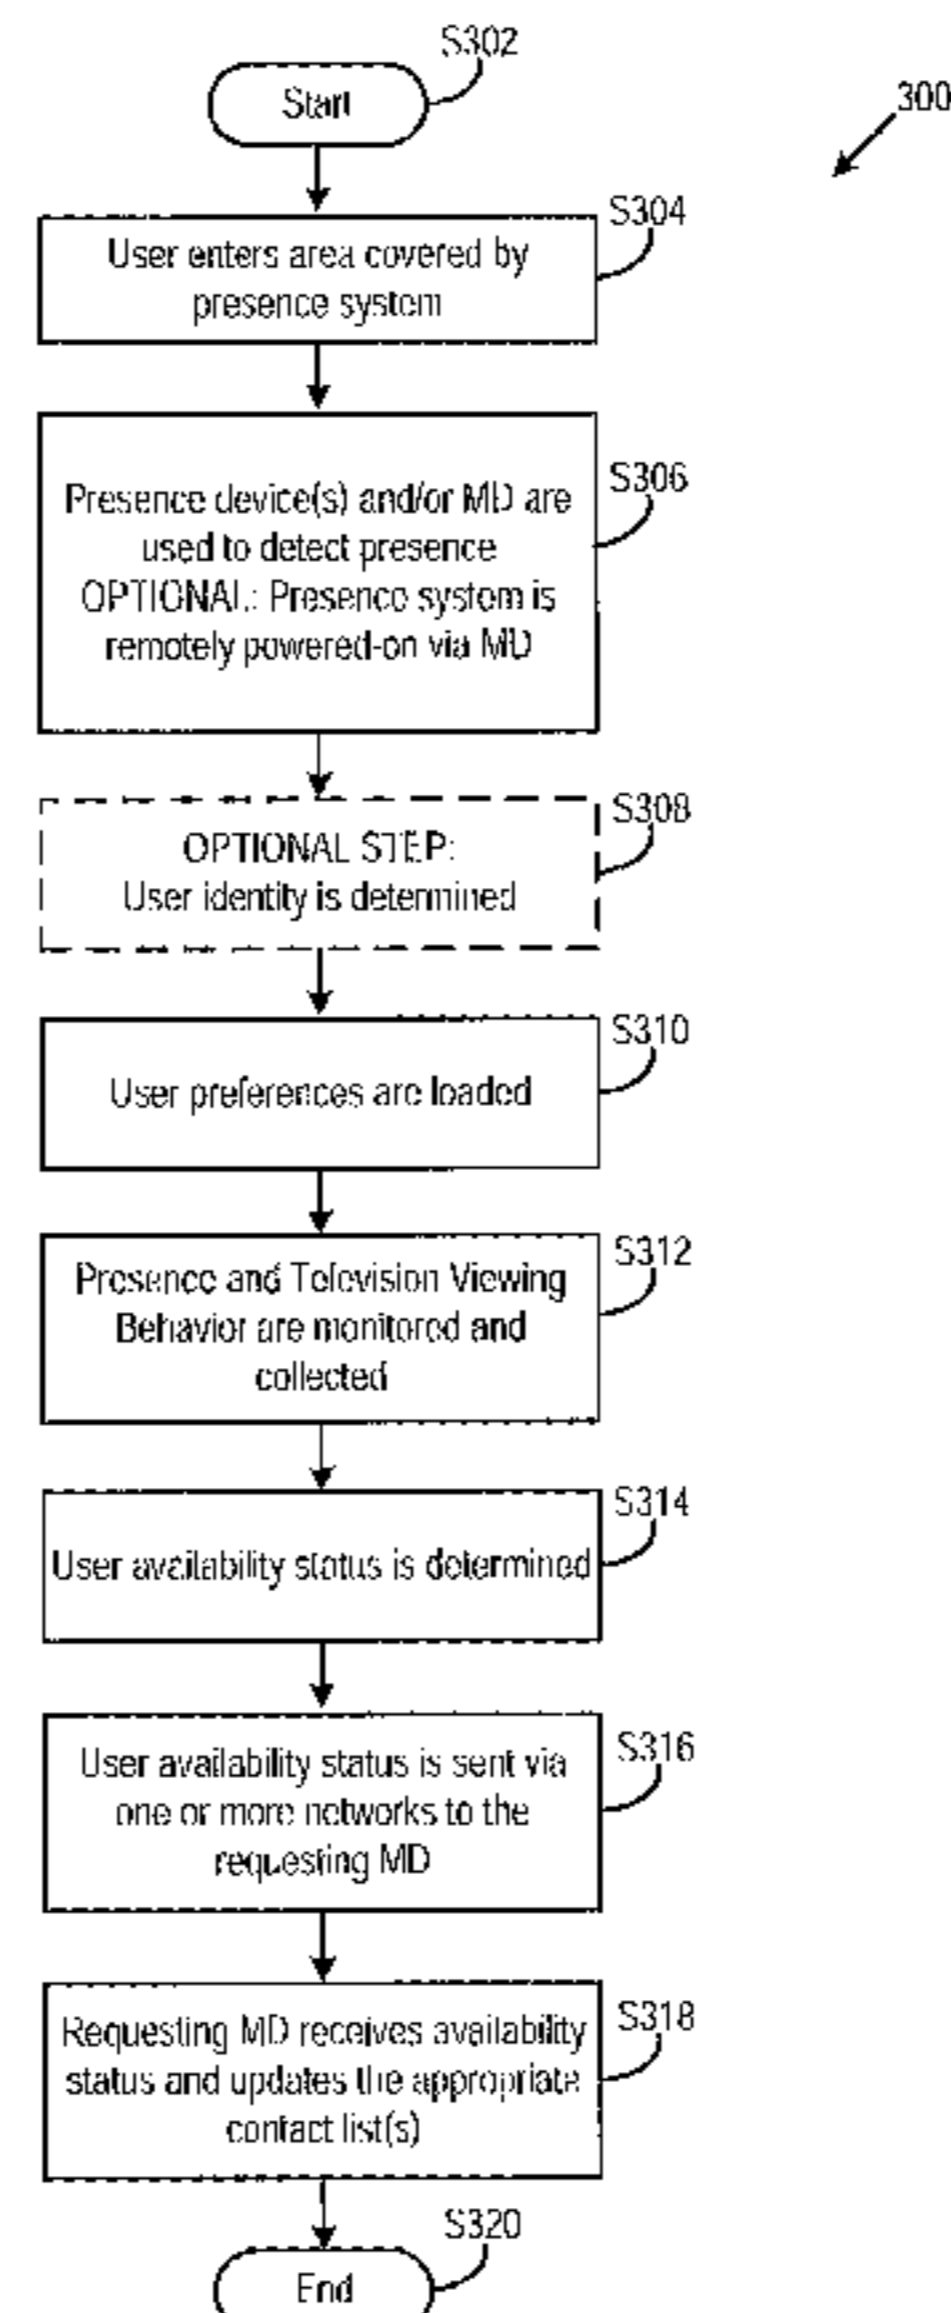 S302
Start
300
S304
User enters area covered by
presence system
S306
Presence device(s) and/or MD are
used to detect presence
OPTIONAL: Presence system is
remotely powered-on via MD
S308
OPTIONAL STEP:
User identity is determined
S310
User preferences are loaded
S312
Presence and Television Viewing
Behavior are monitored and
collected
S314
User availability status is determined
S316
User availability status is sent via
one or more networks to the
requesting MD
S318
Requesting MD receives availability
status and updates the appropriate
contact list(s)
S320
End